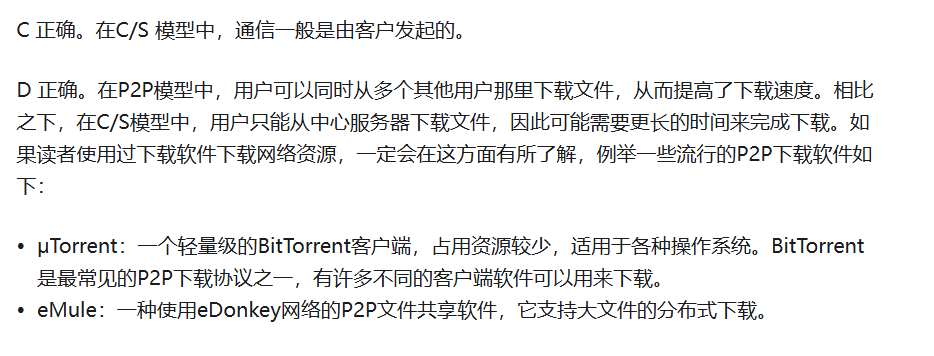 C 正确。在C/S 模型中，通信一般是由客户发起的。
D 正确。在P2P模型中，用户可以同时从多个其他用户那里下载文件，从而提高了下载速度。相比
之下，在C/S模型中，用户只能从中心服务器下载文件，因此可能需要更长的时间来完成下载。如
果读者使用过下载软件下载网络资源，一定会在这方面有所了解，例举一些流行的P2P下载软件如
下：
• μTorrent：一个轻量级的BitTorrent客户端，占用资源较少，适用于各种操作系统。BitTorrent
是最常见的P2P下载协议之一，有许多不同的客户端软件可以用来下载。
• eMule：一种使用eDonkey网络的P2P文件共享软件，它支持大文件的分布式下载。